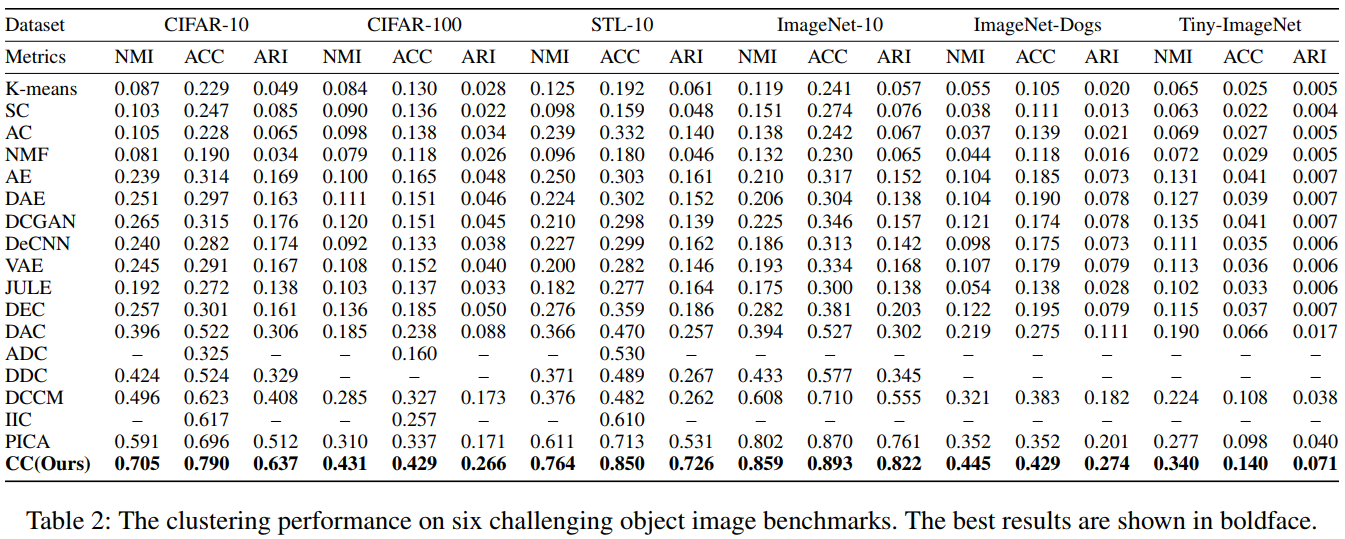 Dataset CIFAR-10 CIFAR-100 STL-10 ImageNet-10 ImageNet-Dogs Tiny-ImageNet
Metrics NMI ACC ARI NMI ACC ARI NMI ACC ARI NMI ACC ARI NMI ACC ARI NMI ACC ARI
K-means 0.087 0.229 0.049 0.084 0.130 0.028 0.125 0.192 0.061 0.119 0.241 0.057 0.055 0.105 0.020 0.065 0.025 0.005
SC 0.103 0.247 0.085 0.090 0.136 0.022 0.098 0.159 0.048 0.151 0.274 0.076 0.038 0.111 0.013 0.063 0.022 0.004
AC 0.105 0.228 0.065 0.098 0.138 0.034 0.239 0.332 0.140 0.138 0.242 0.067 0.037 0.139 0.021 0.069 0.027 0.005
NMF 0.081 0.190 0.034 0.079 0.118 0.026 0.096 0.180 0.046 0.132 0.230 0.065 0.044 0.118 0.016 0.072 0.029 0.005
AE 0.239 0.314 0.169 0.100 0.165 0.048 0.250 0.303 0.161 0.210 0.317 0.152 0.104 0.185 0.073 0.131 0.041 0.007
DAE 0.251 0.297 0.163 0.111 0.151 0.046 0.224 0.302 0.152 0.206 0.304 0.138 0.104 0.190 0.078 0.127 0.039 0.007
DCGAN 0.265 0.315 0.176 0.120 0.151 0.045 0.210 0.298 0.139 0.225 0.346 0.157 0.121 0.174 0.078 0.135 0.041 0.007
DeCNN 0.240 0.282 0.174 0.092 0.133 0.038 0.227 0.299 0.162 0.186 0.313 0.142 0.098 0.175 0.073 0.111 0.035 0.006
VAE 0.245 0.291 0.167 0.108 0.152 0.040 0.200 0.282 0.146 0.193 0.334 0.168 0.107 0.179 0.079 0.113 0.036 0.006
JULE 0.192 0.272 0.138 0.103 0.137 0.033 0.182 0.277 0.164 0.175 0.300 0.138 0.054 0.138 0.028 0.102 0.033 0.006
DEC 0.257 0.301 0.161 0.136 0.185 0.050 0.276 0.359 0.186 0.282 0.381 0.203 0.122 0.195 0.079 0.115 0.037 0.007
DAC 0.396 0.522 0.306 0.185 0.238 0.088 0.366 0.470 0.257 0.394 0.527 0.302 0.219 0.275 0.111 0.190 0.066 0.017
ADC – 0.325 – – 0.160 – – 0.530 – – – – – – – – – –
DDC 0.424 0.524 0.329 – – – 0.371 0.489 0.267 0.433 0.577 0.345 – – – – – –
DCCM 0.496 0.623 0.408 0.285 0.327 0.173 0.376 0.482 0.262 0.608 0.710 0.555 0.321 0.383 0.182 0.224 0.108 0.038
IIC – 0.617 – – 0.257 – – 0.610 – – – – – – – – – –
PICA 0.591 0.696 0.512 0.310 0.337 0.171 0.611 0.713 0.531 0.802 0.870 0.761 0.352 0.352 0.201 0.277 0.098 0.040
CC(Ours) 0.705 0.790 0.637 0.431 0.429 0.266 0.764 0.850 0.726 0.859 0.893 0.822 0.445 0.429 0.274 0.340 0.140 0.071
Table 2: The clustering performance on six challenging object image benchmarks. The best results are shown in boldface.